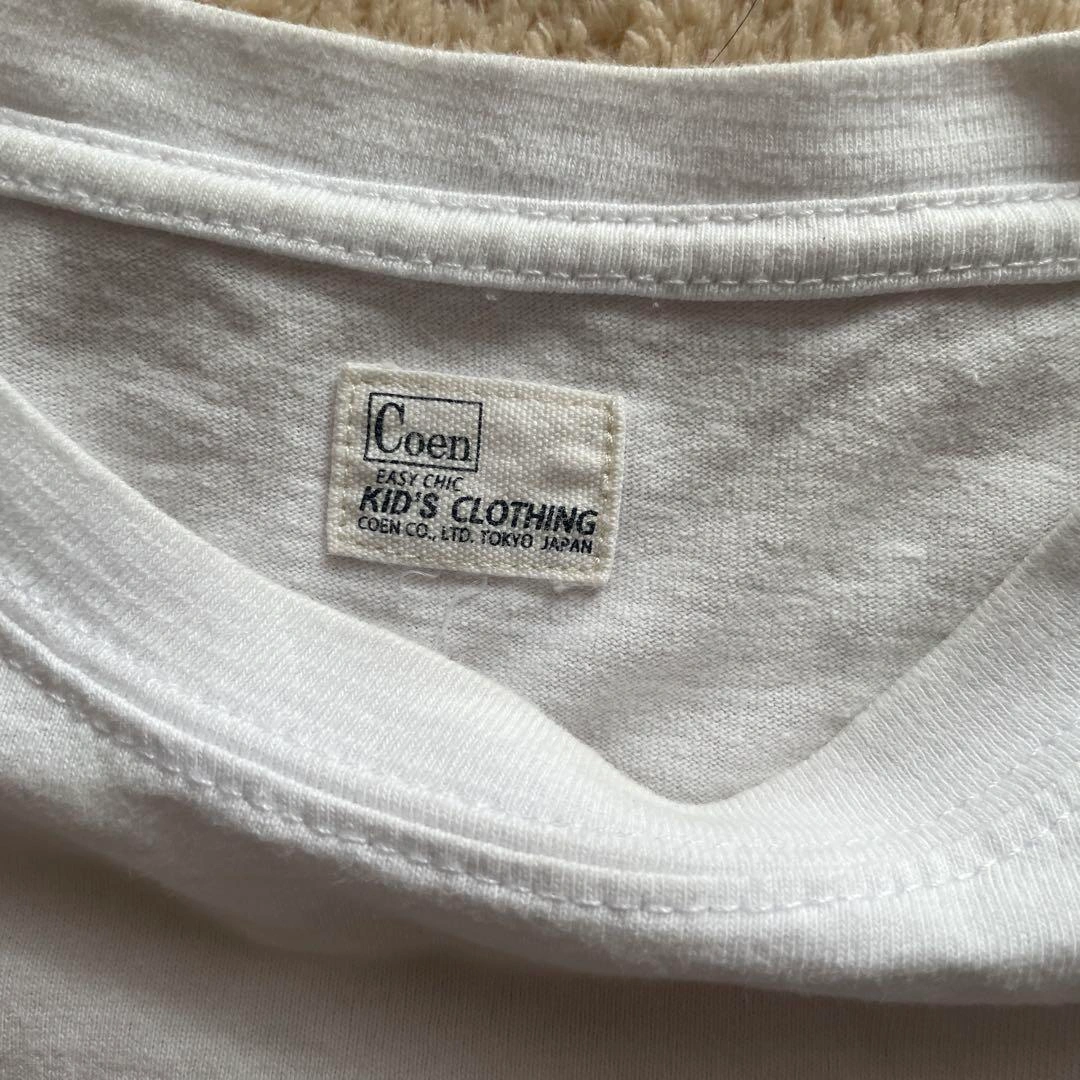 Coen
EASY CHIC
KID'S CLOTHING
COEN CO., LTD. TOKYO JAPAN